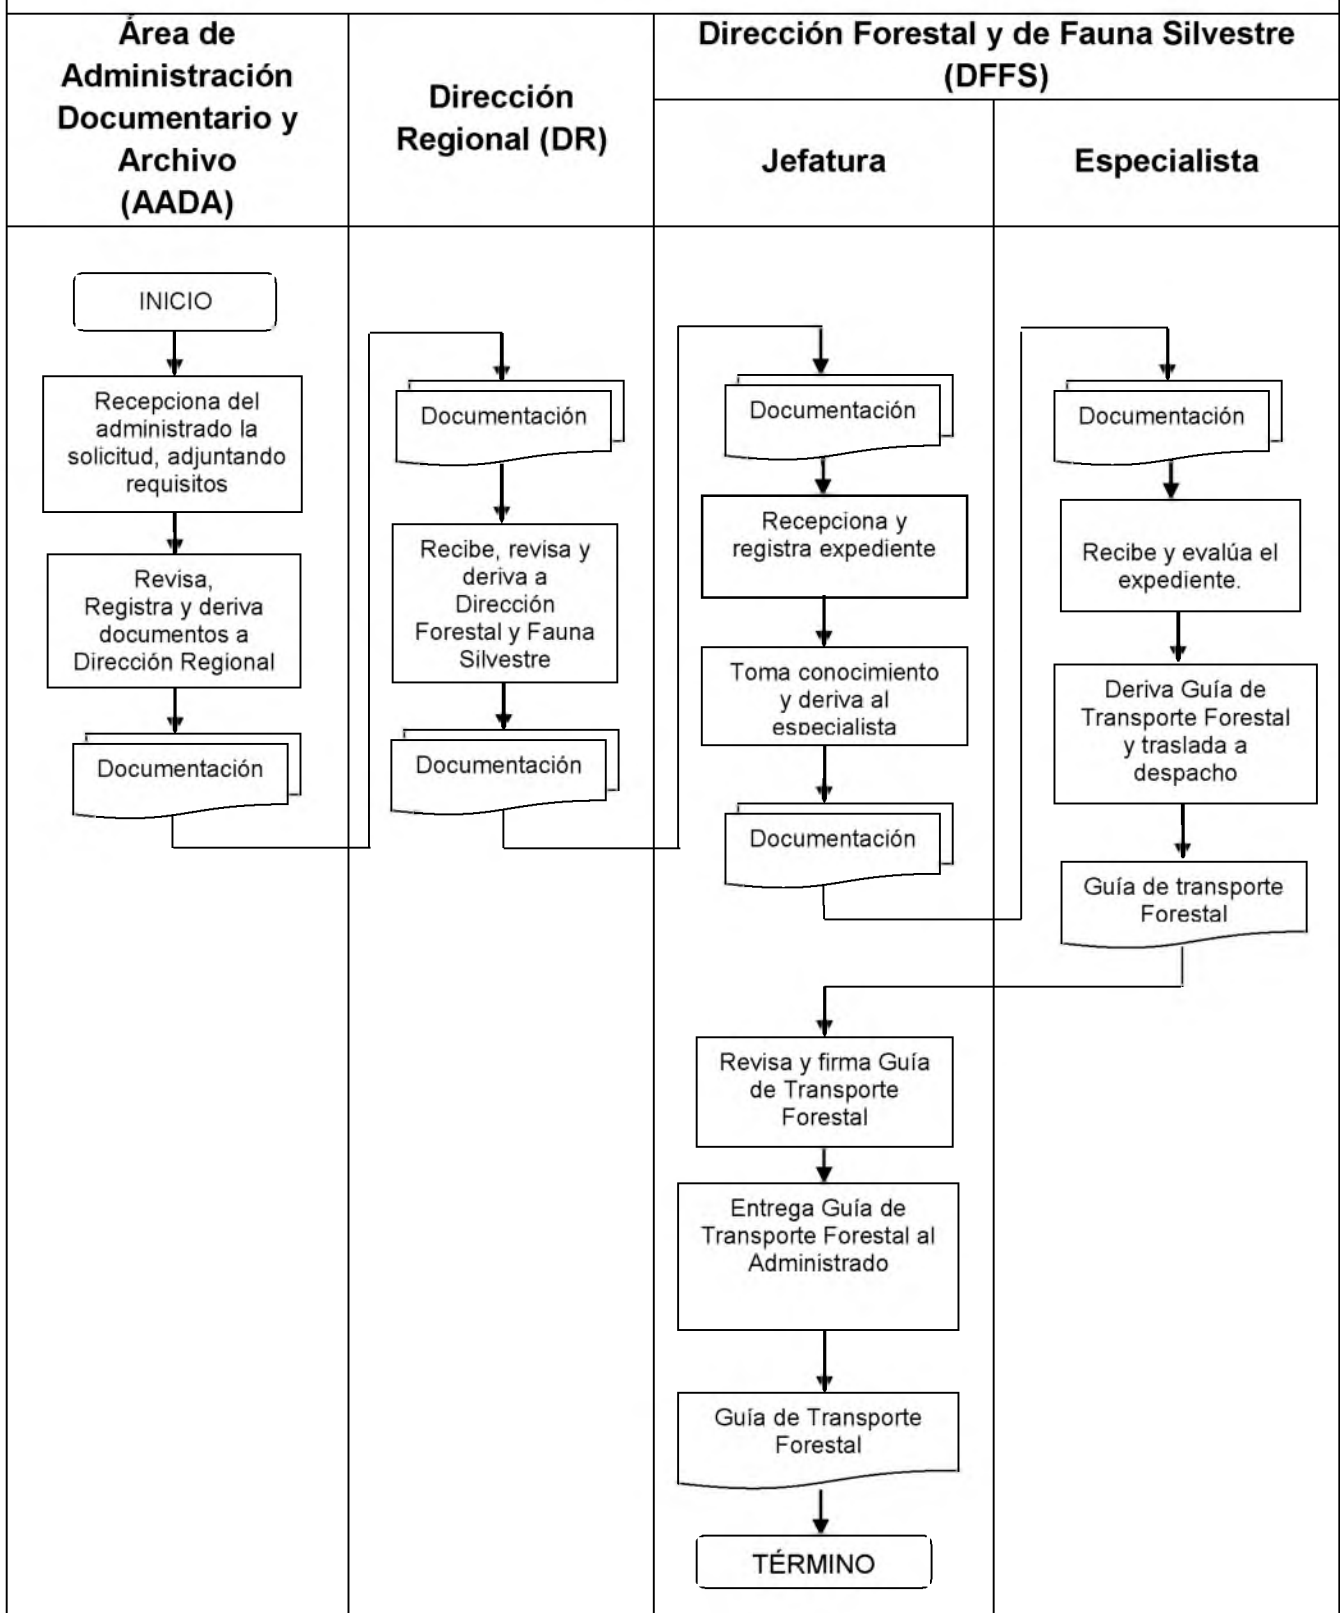 Área de
Administración
Documentario y
Archivo
(AADA)
Dirección
Regional (DR)
Dirección Forestal y de Fauna Silvestre
(DFFS)
Jefatura
Especialista
INICIO
Recepciona del
administrado la
solicitud, adjuntando
requisitos
Revisa,
Registra y deriva
documentos a
Dirección Regional
Documentación
Documentación
Recibe, revisa y
deriva a
Dirección
Forestal y Fauna
Silvestre
Documentación
Documentación
Recepciona y
registra expediente
Toma conocimiento
y deriva al
especialista
Documentación
Documentación
Recibe y evalúa el
expediente.
Deriva Guía de
Transporte Forestal
y traslada a
despacho
Guía de transporte
Forestal
Revisa y firma Guía
de Transporte
Forestal
Entrega Guía de
Transporte Forestal al
Administrado
Guía de Transporte
Forestal
TÉRMINO